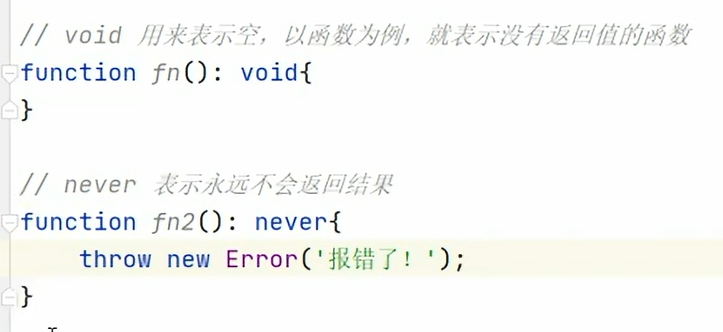 // void 用来表示空，以函数为例，就表示没有返回值的函数
function fn(): void{
}
// never 表示永远不会返回结果
function fn2(): never{
throw new Error('报错了！');
}